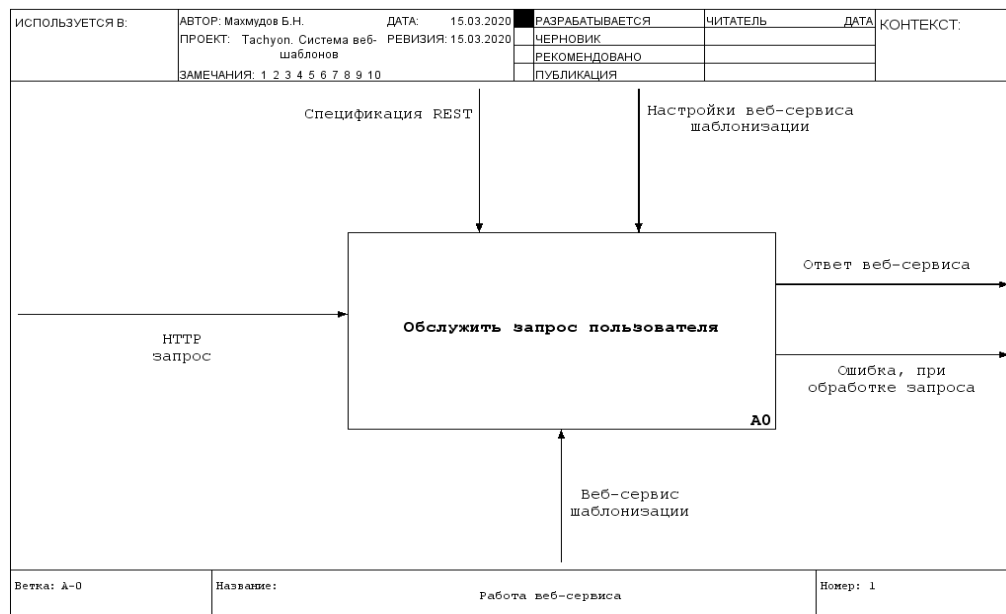 ИСПОЛЬЗУЕТСЯ В:
АВТОР: Махмудов Б.Н.
ДАТА: 15.03.2020
ПРОЕКТ: Tachyon. Система веб-
шаблонов
РЕВИЗИЯ: 15.03.2020
ЗАМЕЧАНИЯ: 1 2 3 4 5 6 7 8 9 10
РАЗРАБАТЫВАЕТСЯ
ЧЕРНОВИК
РЕКОМЕНДОВАНО
ПУБЛИКАЦИЯ
ЧИТАТЕЛЬ
ДАТА
КОНТЕКСТ:
Спецификация REST
Настройки веб-сервиса
шаблонизации
Ответ веб-сервиса
Обслужить запрос пользователя
HTTP
запрос
Ошибка, при
обработке запроса
A0
Веб-сервис
шаблонизации
Ветка: A-0
Название:
Работа веб-сервиса
Номер: 1